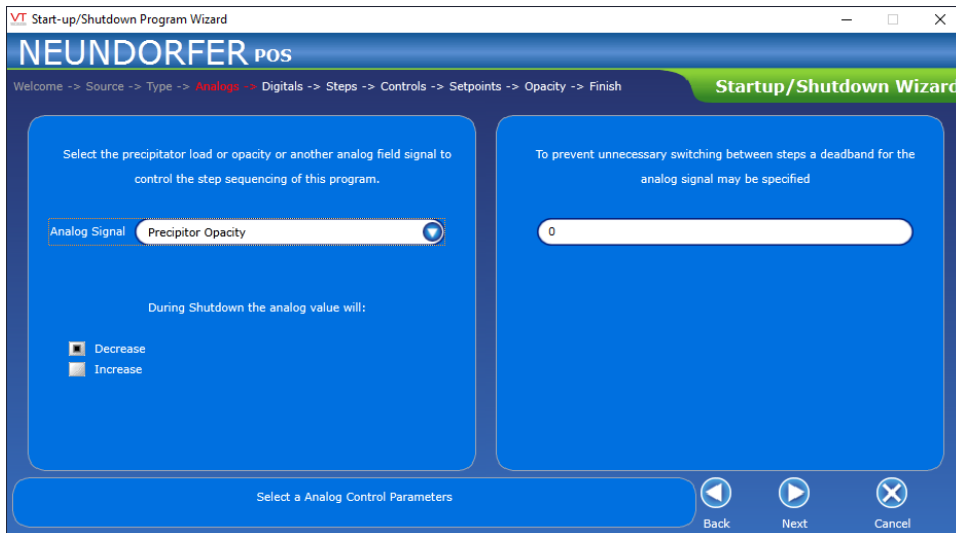 VT Start-up/Shutdown Program Wizard
NEUNDORFER POS
Welcome -> Source -> Type -> Analogs -> Digitals -> Steps -> Controls -> Setpoints -> Opacity -> Finish
Startup/Shutdown Wizard
Select the precipitator load or opacity or another analog field signal to
control the step sequencing of this program.
Analog Signal Precipitor Opacity
During Shutdown the analog value will:
Decrease
Increase
To prevent unnecessary switching between steps a deadband for the
analog signal may be specified
0
Select a Analog Control Parameters
Back Next Cancel